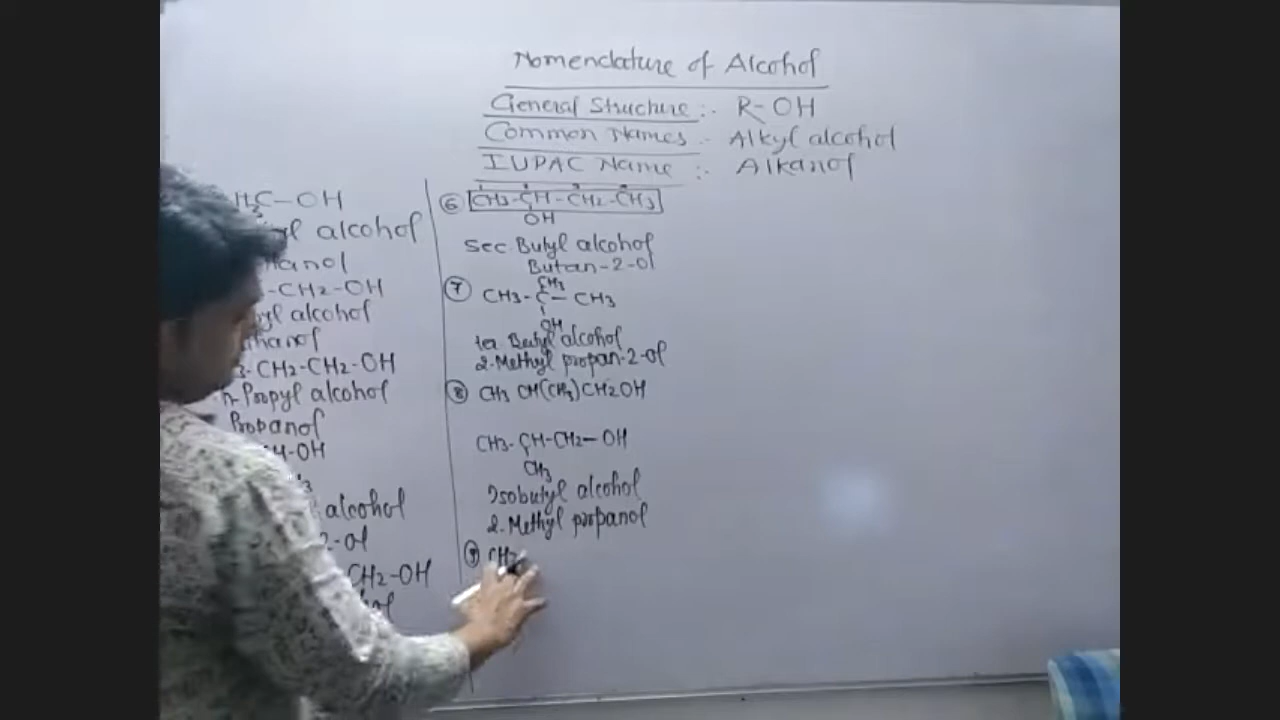 Nomenclature of Alcohol
General Structure :- R-OH
Common Names :- Alkyl alcohol
IUPAC Name :- Alkanol
H3C-OH
alcohol
-CH2-OH
alcohol
-CH2-CH2-OH
n-Propyl alcohol
Propanol
-OH
alcohol
2-ol
CH2-OH
6 CH3-CH-CH2-CH3
OH
Sec. Butyl alcohol
Butan-2-ol
7 CH3
CH3-C-CH3
OH
ter Butyl alcohol
2-Methyl propan-2-ol
8 CH3 CH(CH3)CH2OH
CH3-CH-CH2-OH
CH3
Isobutyl alcohol
2-Methyl propanol
9 CH2